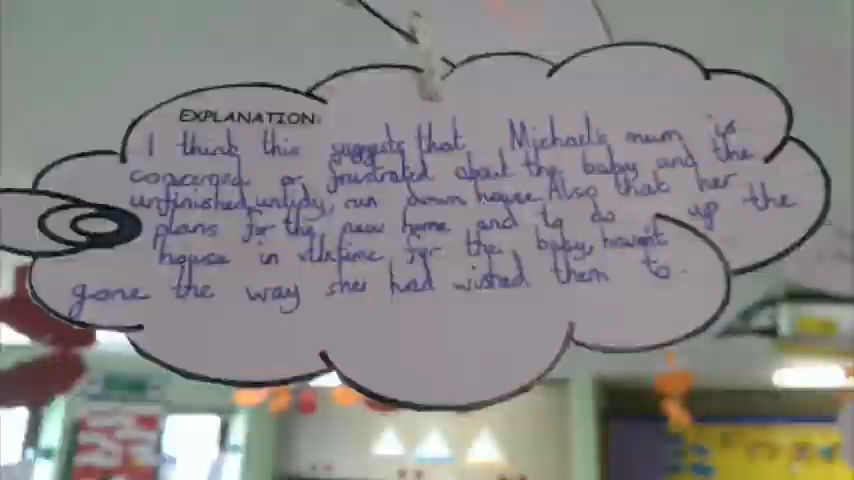 EXPLANATION:
I think this suggests that Michael's mum is
concerned or frustrated about the baby and the
unfinished, untidy, run down house. Also that her
plans for the new home and to do up the
house in time for the baby, havent
gone the way she had wished them to.